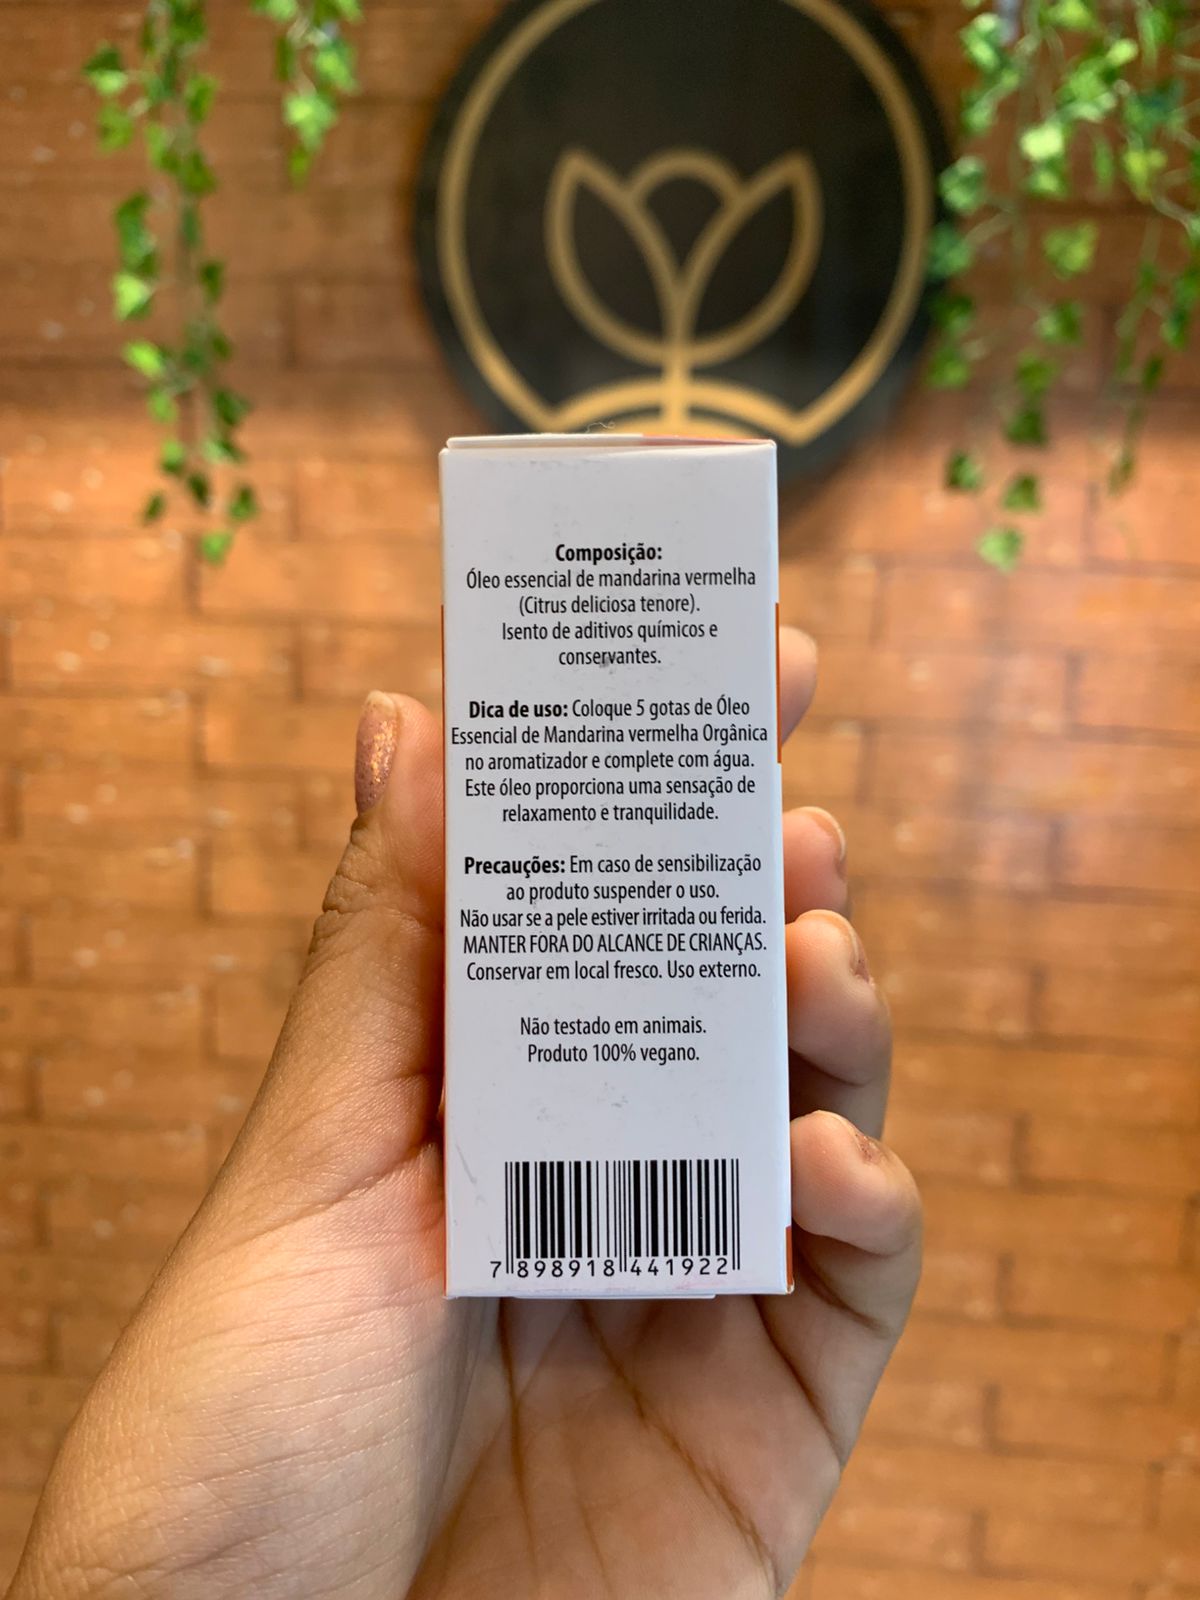 Composição:
Óleo essencial de mandarina vermelha
(Citrus deliciosa tenore).
Isento de aditivos químicos e
conservantes.
Dica de uso: Coloque 5 gotas de Óleo
Essencial de Mandarina vermelha Orgânica
no aromatizador e complete com água.
Este óleo proporciona uma sensação de
relaxamento e tranquilidade.
Precauções: Em caso de sensibilização
ao produto suspender o uso.
Não usar se a pele estiver irritada ou ferida.
MANTER FORA DO ALCANCE DE CRIANÇAS.
Conservar em local fresco. Uso externo.
Não testado em animais.
Produto 100% vegano.
7 898918 441922